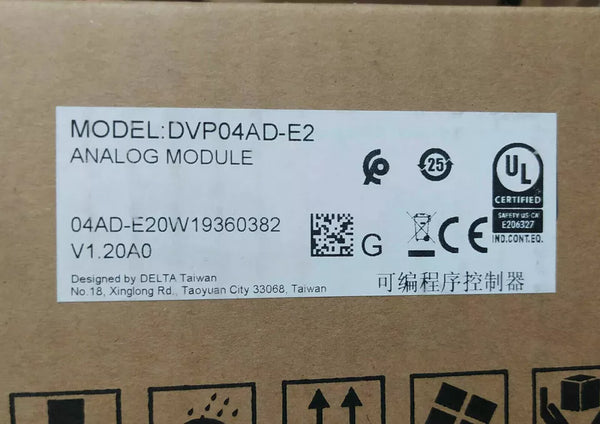 MODEL:DVP04AD-E2
ANALOG MODULE
25
UL
CERTIFIED
SAFETY US-CA
E206327
IND.CONT.EQ.
04AD-E20W19360382
V1.20A0
G
CE
Designed by DELTA Taiwan
No.18, Xinglong Rd., Taoyuan City 33068, Taiwan
可编程序控制器